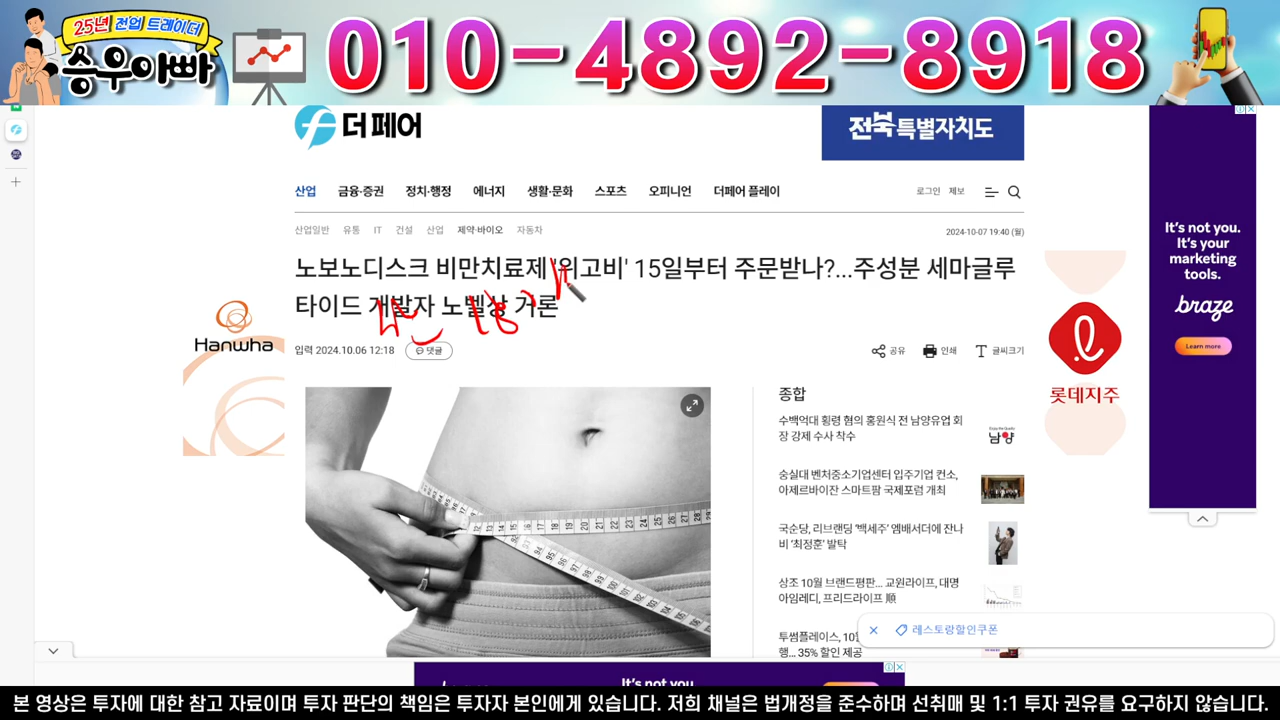 25년 전업 트레이더
승우아빠
010-4892-8918
더 페어
전북특별자치도
산업 금융·증권 정치·행정 에너지 생활·문화 스포츠 오피니언 더페어 플레이
로그인 제보
산업일반 유통 IT 건설 산업 제약·바이오 자동차
2024-10-07 19:40 (월)
노보노디스크 비만치료제 '위고비' 15일부터 주문받나?...주성분 세마글루
타이드 개발자 노벨상 거론
입력 2024.10.06 12:18
댓글
공유 인쇄 글씨크기
Hanwha
종합
수백억대 횡령 혐의 홍원식 전 남양유업 회
장 강제 수사 착수
남양
숭실대 벤처중소기업센터 입주기업 컨소,
아제르바이잔 스마트팜 국제포럼 개최
국순당, 리브랜딩 '백세주' 엠배서더에 잔나
비 '최정훈' 발탁
상조 10월 브랜드평판... 교원라이프, 대명
아임레디, 프리드라이프 順
투썸플레이스, 10
행... 35% 할인 제공
레스토랑할인쿠폰
롯데지주
It's not you.
It's your
marketing
tools.
braze
Learn more
It's not you.
본 영상은 투자에 대한 참고 자료이며 투자 판단의 책임은 투자자 본인에게 있습니다. 저희 채널은 법개정을 준수하며 선취매 및 1:1 투자 권유를 요구하지 않습니다.